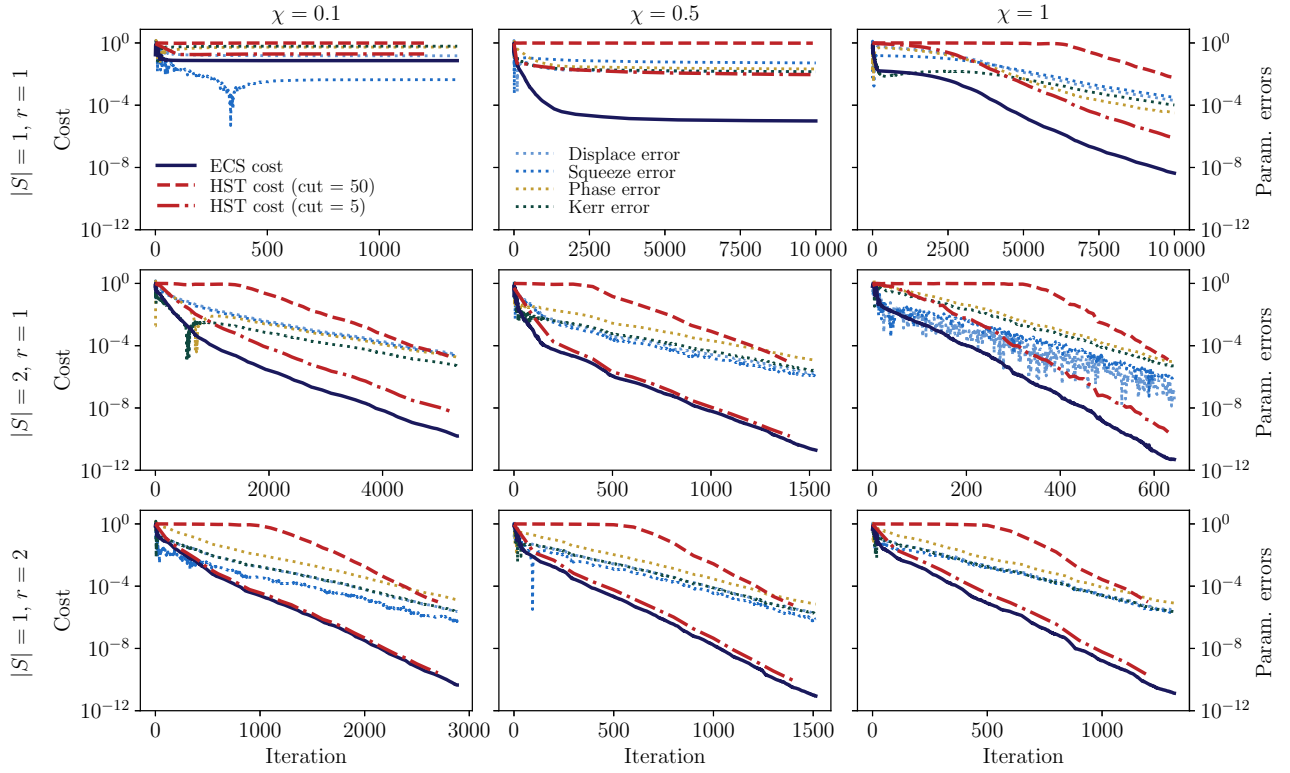 χ = 0.1
χ = 0.5
χ = 1
|S| = 1, r = 1
Cost
10^0
10^-4
10^-8
10^-12
ECS cost
HST cost (cut = 50)
HST cost (cut = 5)
Displace error
Squeeze error
Phase error
Kerr error
10^0
10^-4
10^-8
10^-12
Param. errors
0 500 1000
0 2500 5000 7500 10 000
0 2500 5000 7500 10 000
|S| = 2, r = 1
Cost
10^0
10^-4
10^-8
10^-12
10^0
10^-4
10^-8
10^-12
Param. errors
0 2000 4000
0 500 1000 1500
0 200 400 600
|S| = 1, r = 2
Cost
10^0
10^-4
10^-8
10^-12
10^0
10^-4
10^-8
10^-12
Param. errors
0 1000 2000 3000
0 500 1000 1500
0 500 1000
Iteration
Iteration
Iteration